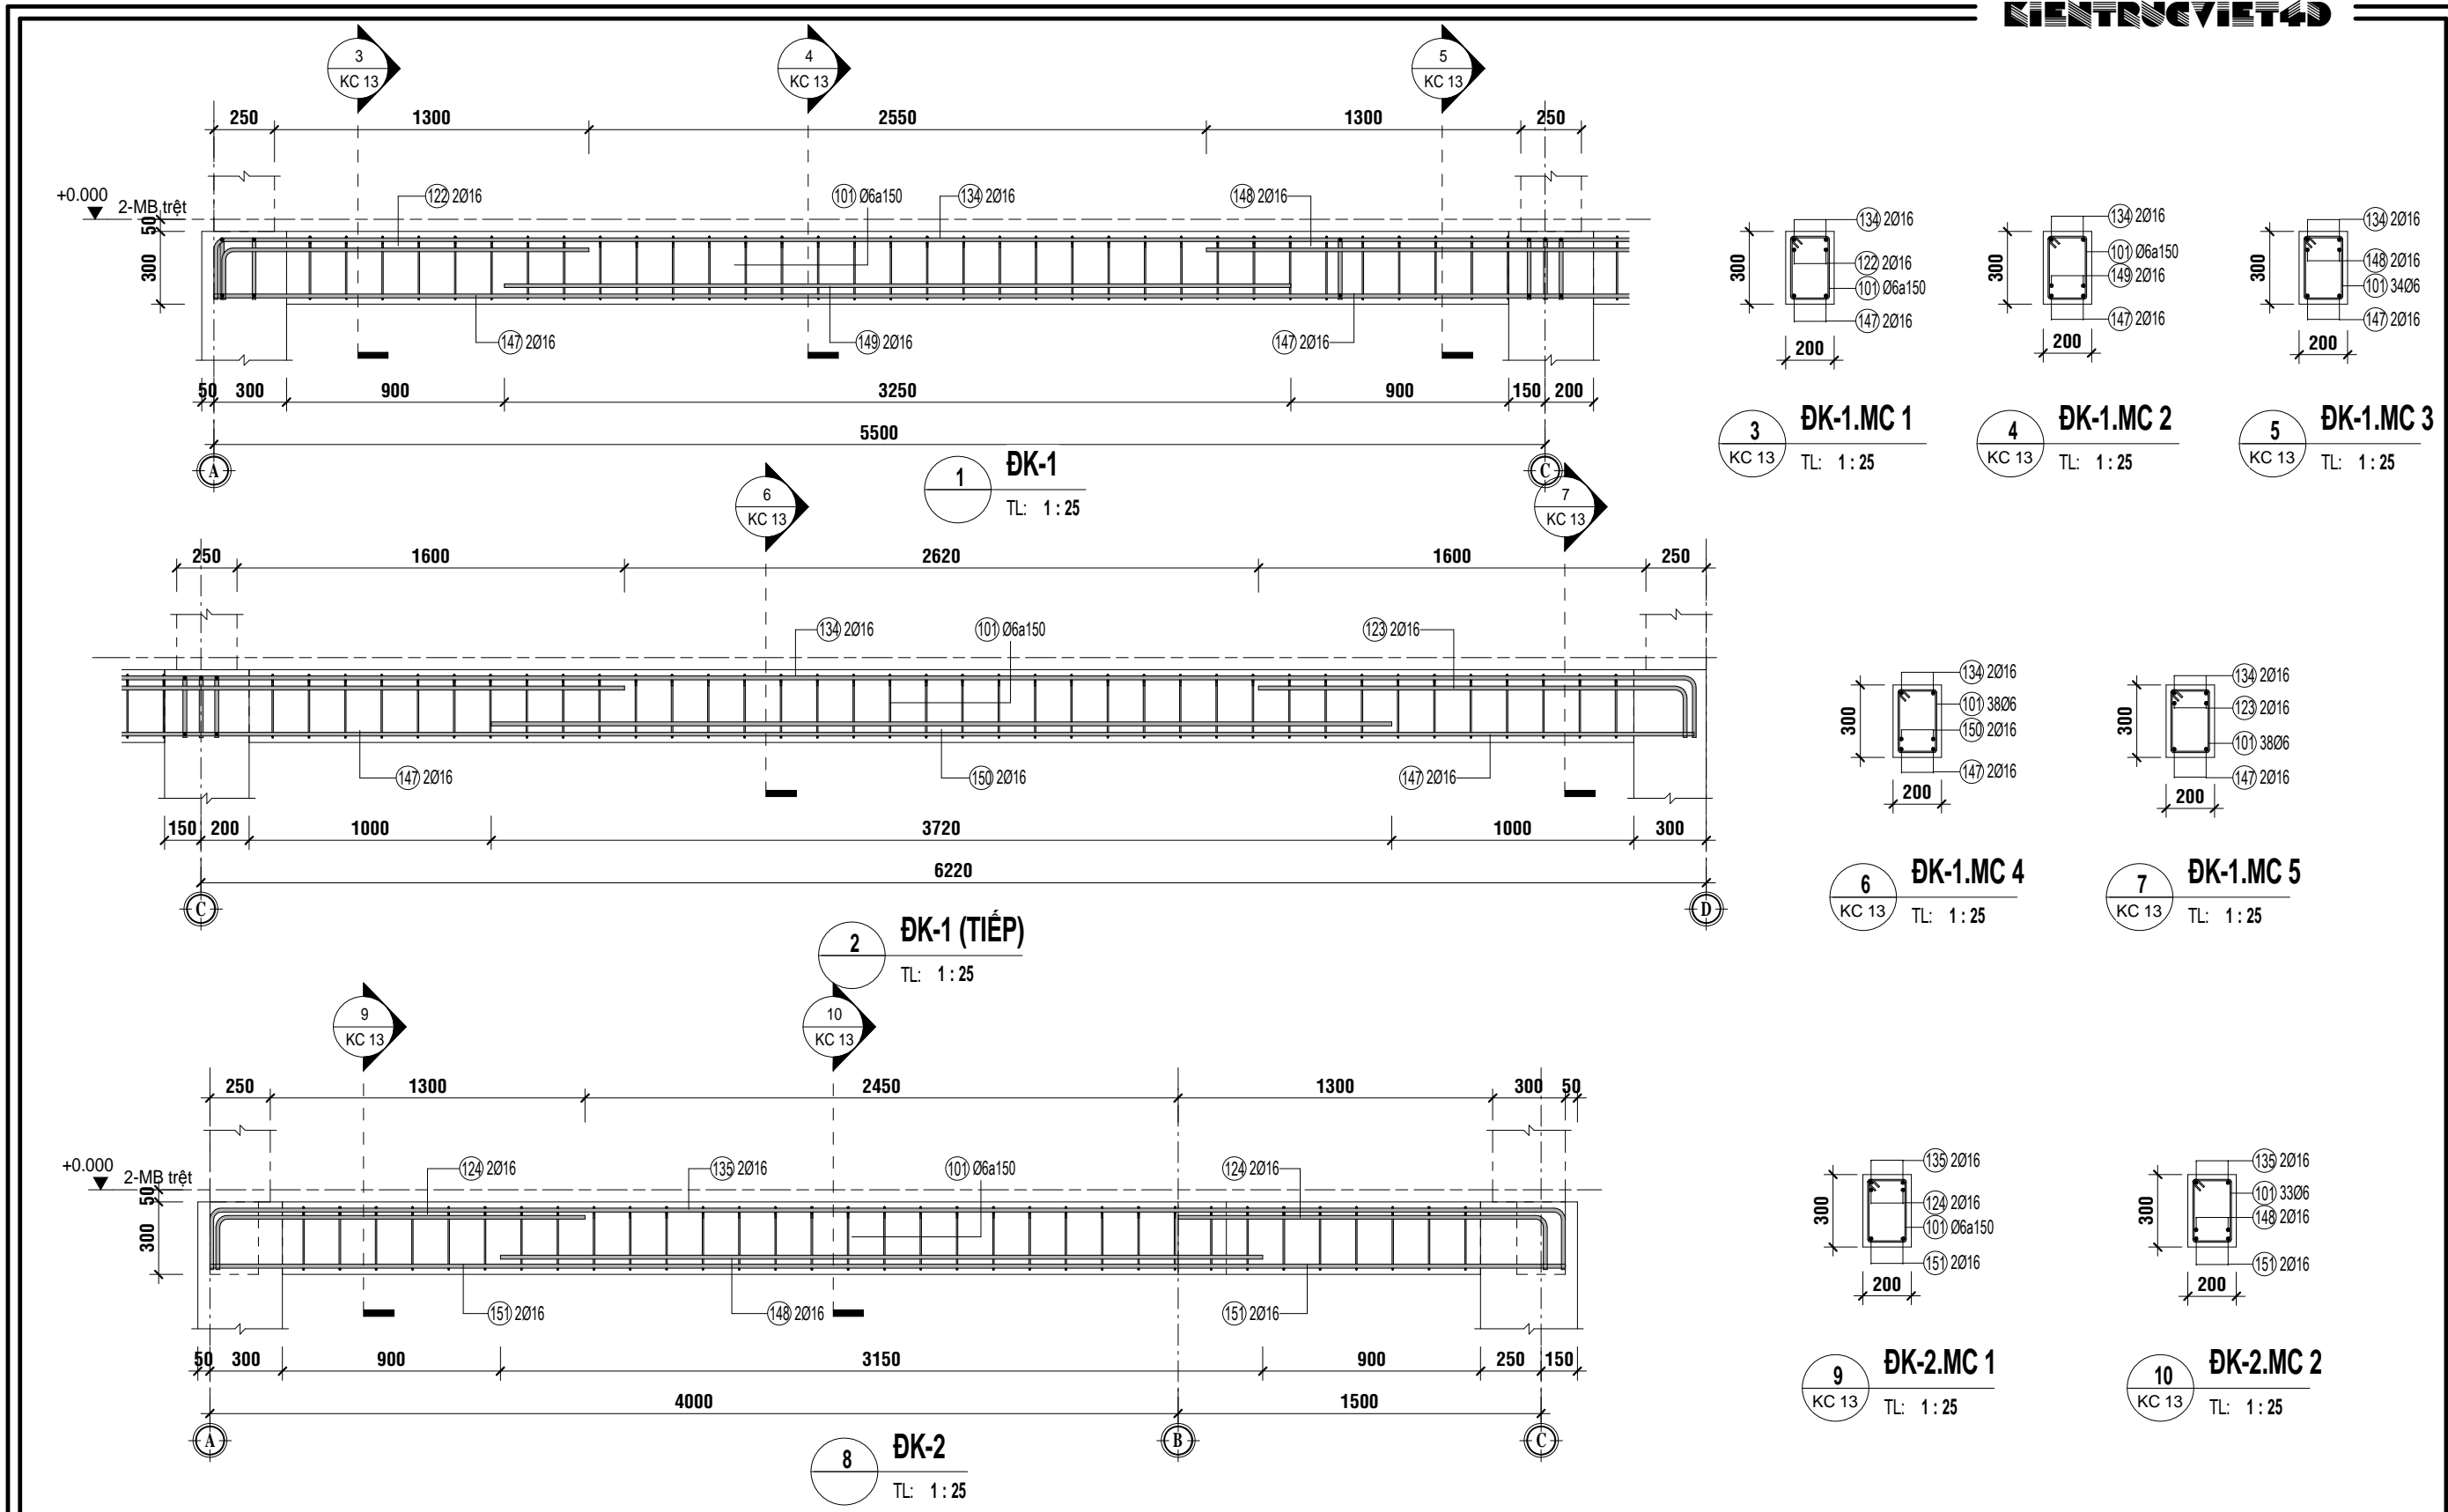 KIENTRUCVIET4D
3
KC 13
4
KC 13
5
KC 13
250 1300 2550 1300 250
+0.000
2-MB trệt
50
300
122 2Ø16
101 Ø6a150
134 2Ø16
148 2Ø16
147 2Ø16
149 2Ø16
147 2Ø16
50 300 900 3250 900 150 200
5500
A
C
1
ĐK-1
TL: 1 : 25
134 2Ø16
122 2Ø16
101 Ø6a150
147 2Ø16
300
200
3
KC 13
ĐK-1.MC 1
TL: 1 : 25
134 2Ø16
101 Ø6a150
149 2Ø16
147 2Ø16
300
200
4
KC 13
ĐK-1.MC 2
TL: 1 : 25
134 2Ø16
148 2Ø16
101 34Ø6
147 2Ø16
300
200
5
KC 13
ĐK-1.MC 3
TL: 1 : 25
6
KC 13
7
KC 13
250 1600 2620 1600 250
134 2Ø16
101 Ø6a150
123 2Ø16
147 2Ø16
150 2Ø16
147 2Ø16
150 200 1000 3720 1000 300
6220
C
D
2
ĐK-1 (TIẾP)
TL: 1 : 25
134 2Ø16
101 38Ø6
150 2Ø16
147 2Ø16
300
200
6
KC 13
ĐK-1.MC 4
TL: 1 : 25
134 2Ø16
123 2Ø16
101 38Ø6
147 2Ø16
300
200
7
KC 13
ĐK-1.MC 5
TL: 1 : 25
9
KC 13
10
KC 13
250 1300 2450 1300 300 50
+0.000
2-MB trệt
50
300
124 2Ø16
135 2Ø16
101 Ø6a150
124 2Ø16
151 2Ø16
148 2Ø16
151 2Ø16
50 300 900 3150 900 250 150
4000 1500
A
B
C
8
ĐK-2
TL: 1 : 25
135 2Ø16
124 2Ø16
101 Ø6a150
151 2Ø16
300
200
9
KC 13
ĐK-2.MC 1
TL: 1 : 25
135 2Ø16
101 33Ø6
148 2Ø16
151 2Ø16
300
200
10
KC 13
ĐK-2.MC 2
TL: 1 : 25